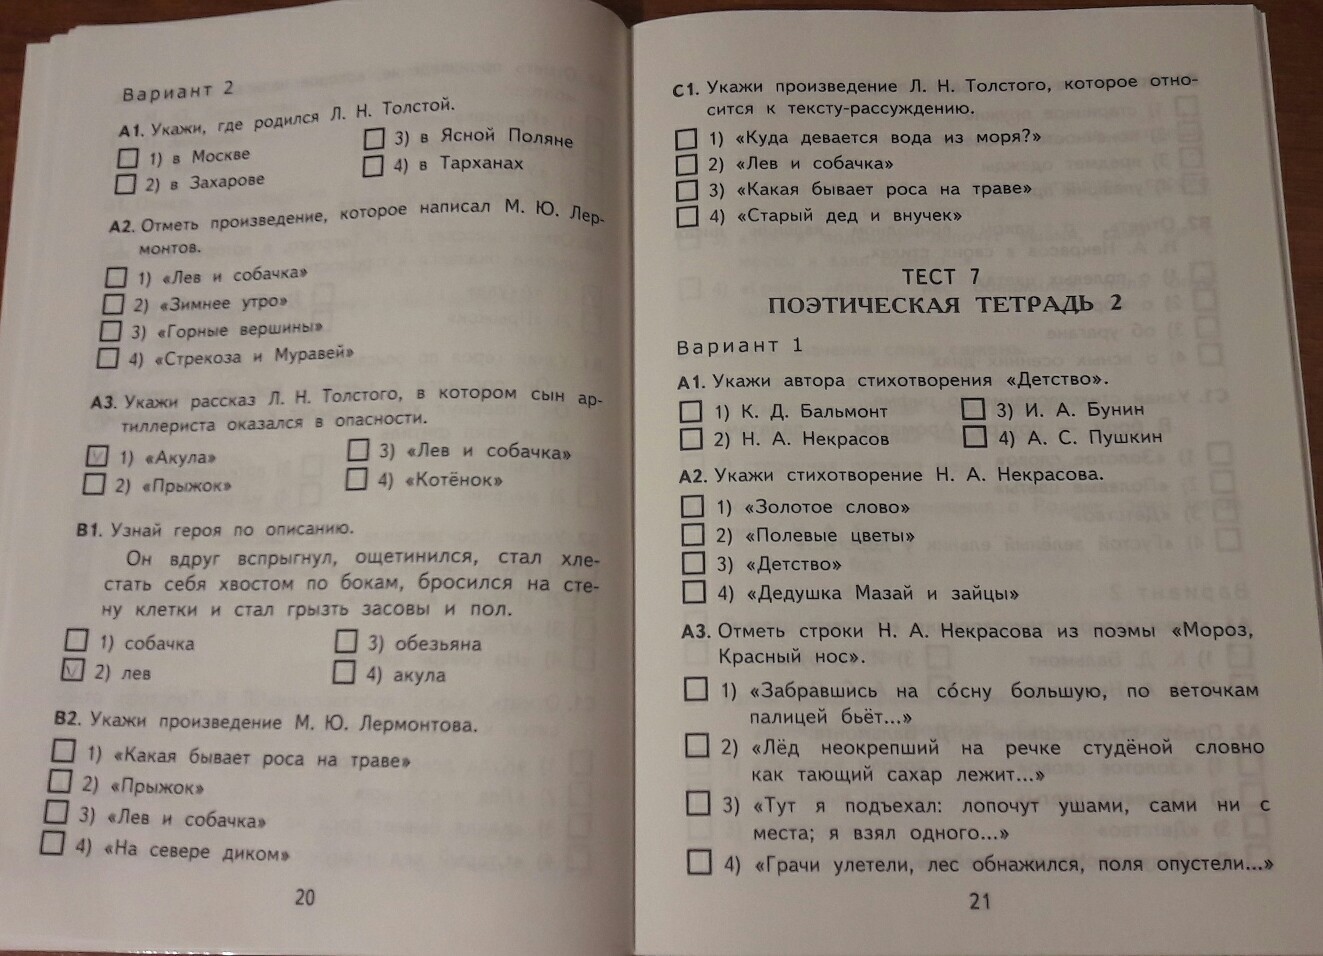 Вариант 2
А1. Укажи, где родился Л. Н. Толстой.
1) в Москве
2) в Захарове
3) в Ясной Поляне
4) в Тарханах
А2. Отметь произведение, которое написал М. Ю. Лер-
монтов.
1) «Лев и собачка»
2) «Зимнее утро»
3) «Горные вершины»
4) «Стрекоза и Муравей»
А3. Укажи рассказ Л. Н. Толстого, в котором сын ар-
тиллериста оказался в опасности.
V 1) «Акула»
2) «Прыжок»
3) «Лев и собачка»
4) «Котёнок»
В1. Узнай героя по описанию.
Он вдруг вспрыгнул, ощетинился, стал хле-
стать себя хвостом по бокам, бросился на сте-
ну клетки и стал грызть засовы и пол.
1) собачка
V 2) лев
3) обезьяна
4) акула
В2. Укажи произведение М. Ю. Лермонтова.
1) «Какая бывает роса на траве»
2) «Прыжок»
3) «Лев и собачка»
4) «На севере диком»
20
С1. Укажи произведение Л. Н. Толстого, которое отно-
сится к тексту-рассуждению.
1) «Куда девается вода из моря?»
2) «Лев и собачка»
3) «Какая бывает роса на траве»
4) «Старый дед и внучек»
ТЕСТ 7
ПОЭТИЧЕСКАЯ ТЕТРАДЬ 2
Вариант 1
А1. Укажи автора стихотворения «Детство».
1) К. Д. Бальмонт
2) Н. А. Некрасов
3) И. А. Бунин
4) А. С. Пушкин
А2. Укажи стихотворение Н. А. Некрасова.
1) «Золотое слово»
2) «Полевые цветы»
3) «Детство»
4) «Дедушка Мазай и зайцы»
А3. Отметь строки Н. А. Некрасова из поэмы «Мороз,
Красный нос».
1) «Забравшись на со́сну большую, по веточкам
палицей бьёт...»
2) «Лёд неокрепший на речке студёной словно
как тающий сахар лежит...»
3) «Тут я подъехал: лопочут ушами, сами ни с
места; я взял одного...»
4) «Грачи улетели, лес обнажился, поля опустели...»
21